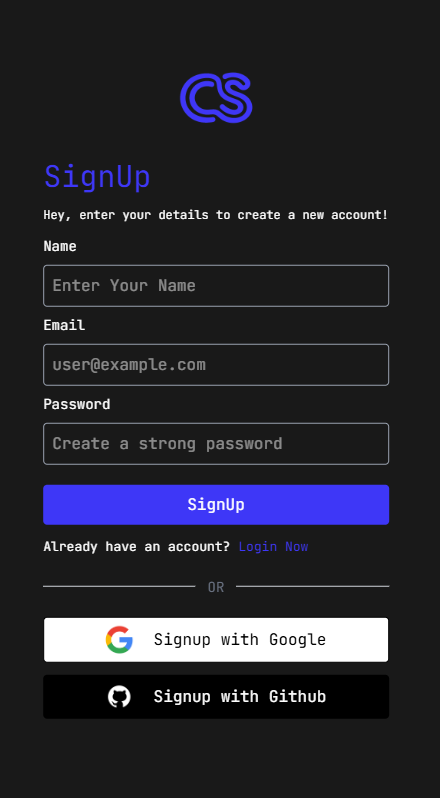 CS
SignUp
Hey, enter your details to create a new account!
Name
Enter Your Name
Email
user@example.com
Password
Create a strong password
SignUp
Already have an account? Login Now
OR
Signup with Google
Signup with Github